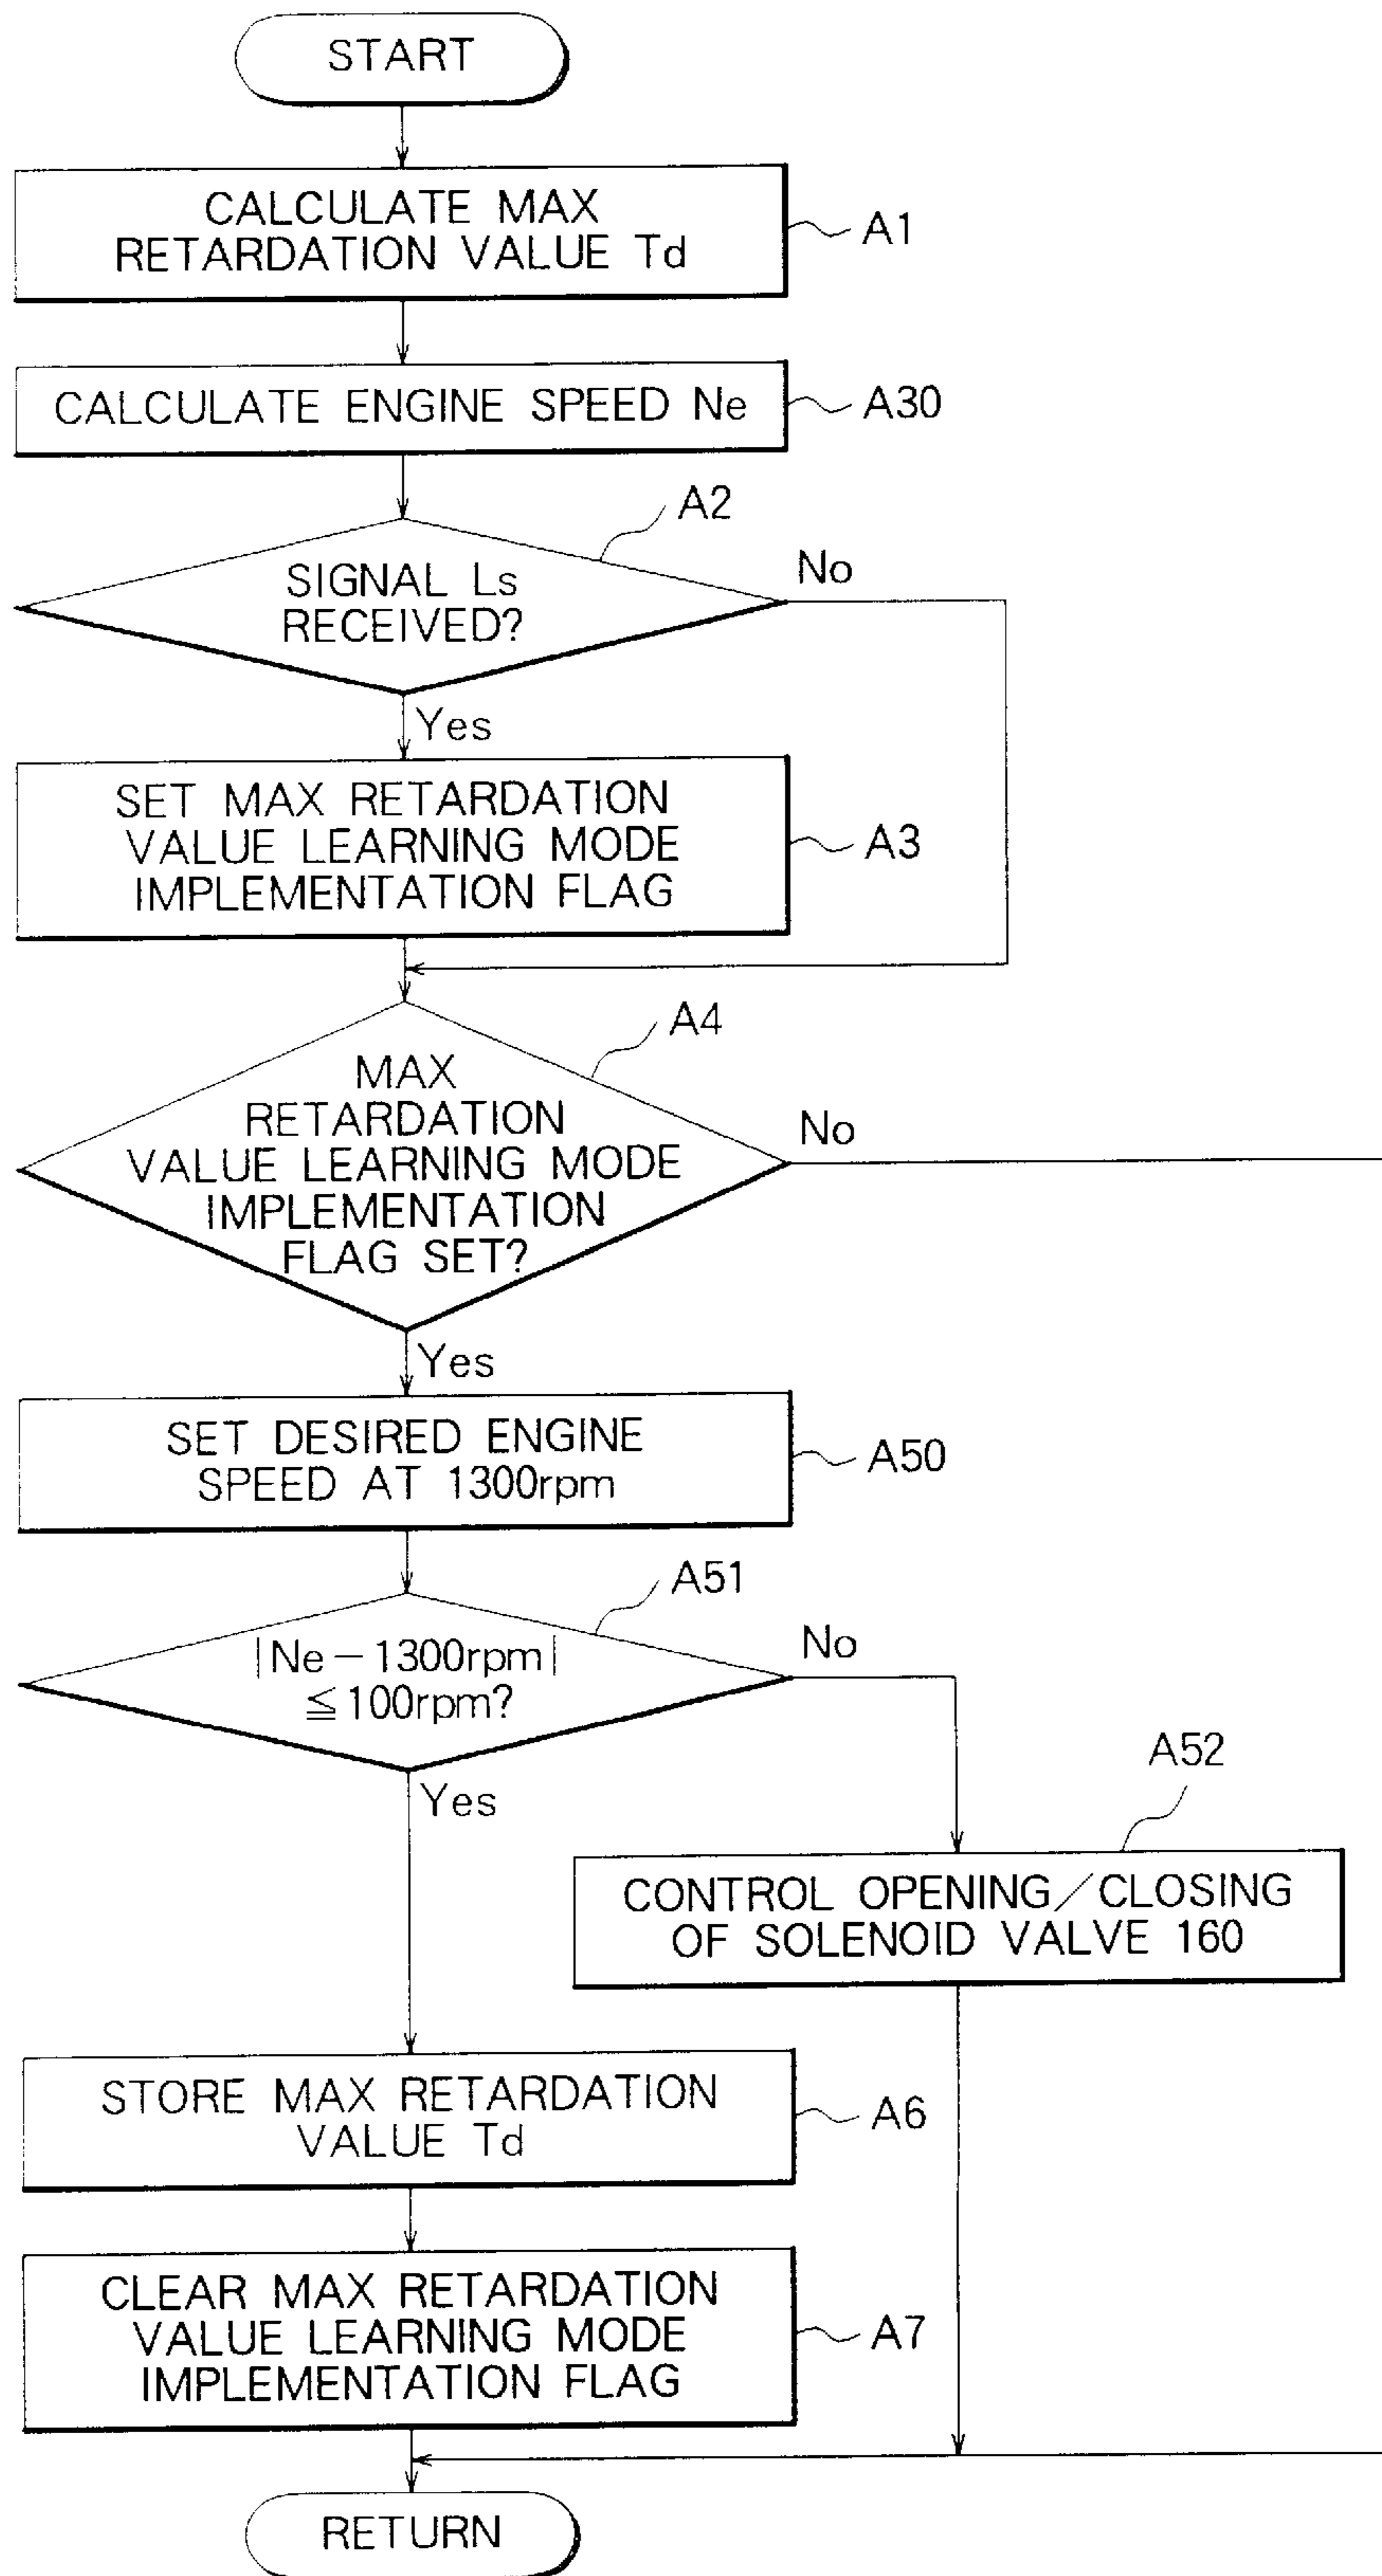 START
CALCULATE MAX
RETARDATION VALUE Td
A1
CALCULATE ENGINE SPEED Ne
A30
A2
SIGNAL Ls
RECEIVED?
No
Yes
SET MAX RETARDATION
VALUE LEARNING MODE
IMPLEMENTATION FLAG
A3
A4
MAX
RETARDATION
VALUE LEARNING MODE
IMPLEMENTATION
FLAG SET?
No
Yes
SET DESIRED ENGINE
SPEED AT 1300rpm
A50
A51
|Ne－1300rpm|
≦100rpm?
No
Yes
A52
CONTROL OPENING／CLOSING
OF SOLENOID VALVE 160
STORE MAX RETARDATION
VALUE Td
A6
CLEAR MAX RETARDATION
VALUE LEARNING MODE
IMPLEMENTATION FLAG
A7
RETURN